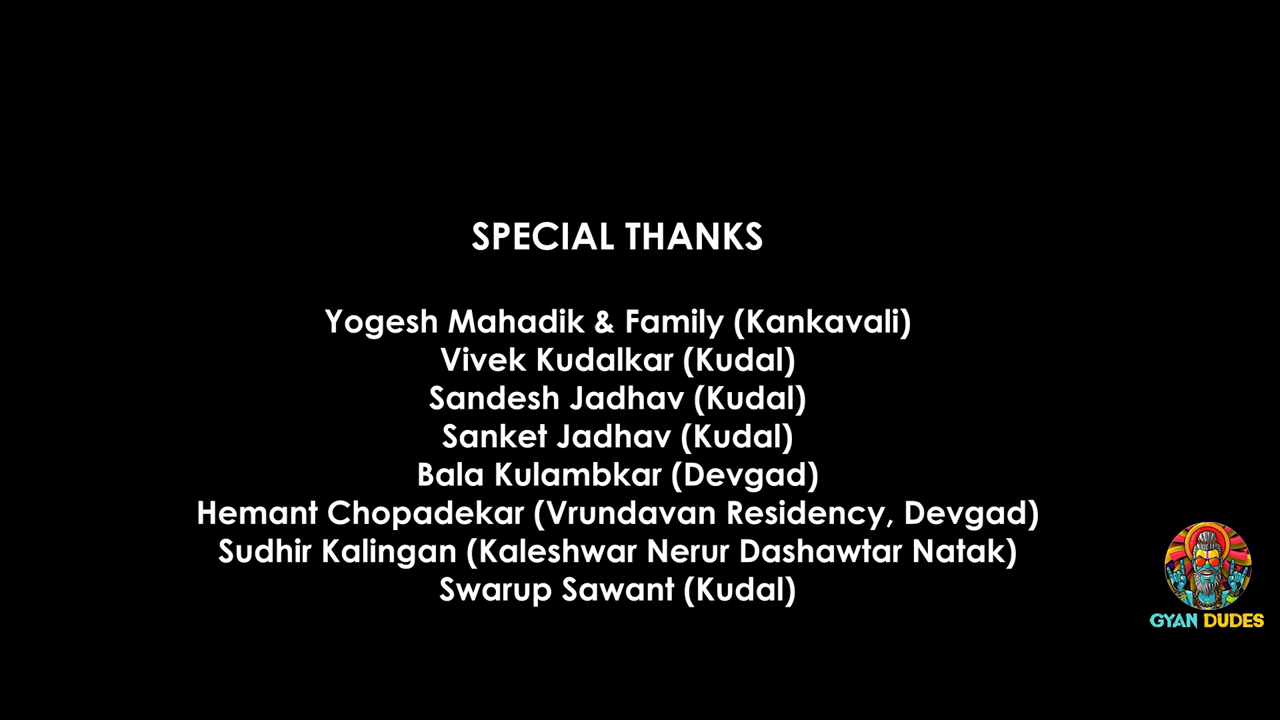 SPECIAL THANKS
Yogesh Mahadik & Family (Kankavali)
Vivek Kudalkar (Kudal)
Sandesh Jadhav (Kudal)
Sanket Jadhav (Kudal)
Bala Kulambkar (Devgad)
Hemant Chopadekar (Vrundavan Residency, Devgad)
Sudhir Kalingan (Kaleshwar Nerur Dashawtar Natak)
Swarup Sawant (Kudal)
GYAN DUDES